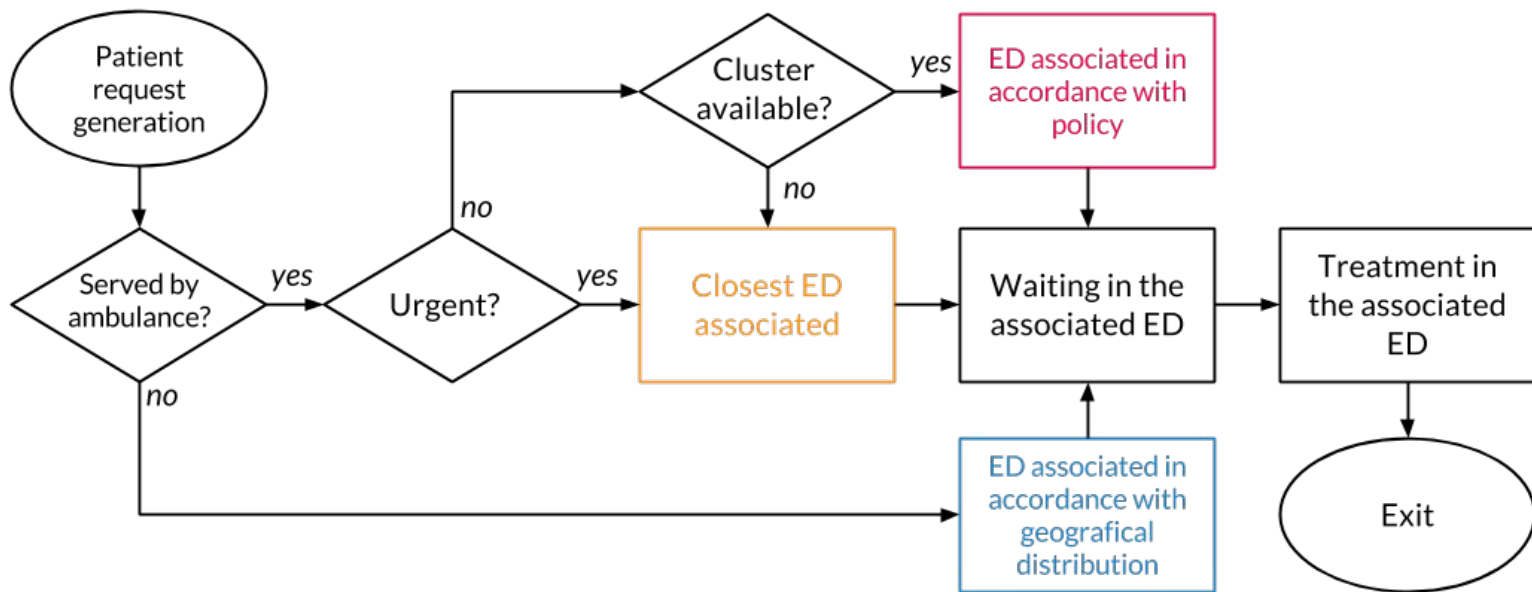 Patient
request
generation
Cluster
available?
yes
ED associated in
accordance with
policy
no
no
Served by
ambulance?
yes
Urgent?
yes
Closest ED
associated
Waiting in the
associated ED
Treatment in
the associated
ED
no
ED associated in
accordance with
geografical
distribution
Exit